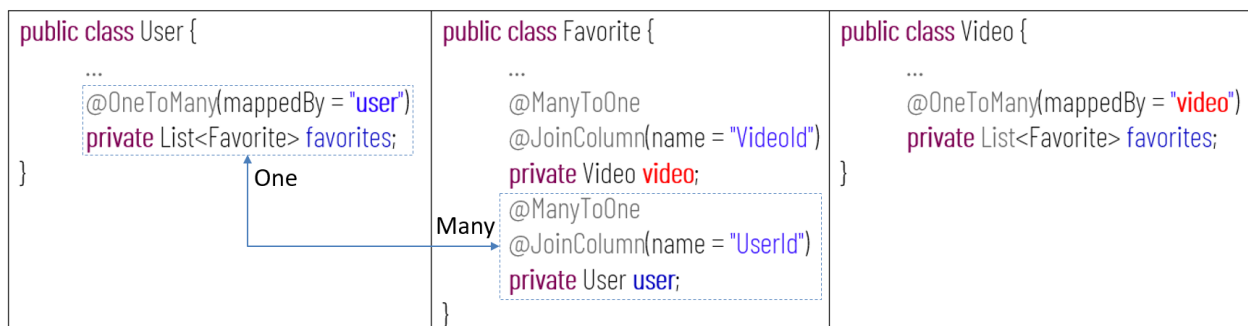 public class User {
...
@OneToMany(mappedBy = "user")
private List<Favorite> favorites;
}
One
public class Favorite {
...
@ManyToOne
@JoinColumn(name = "VideoId")
private Video video;
@ManyToOne
@JoinColumn(name = "UserId")
private User user;
}
Many
public class Video {
...
@OneToMany(mappedBy = "video")
private List<Favorite> favorites;
}